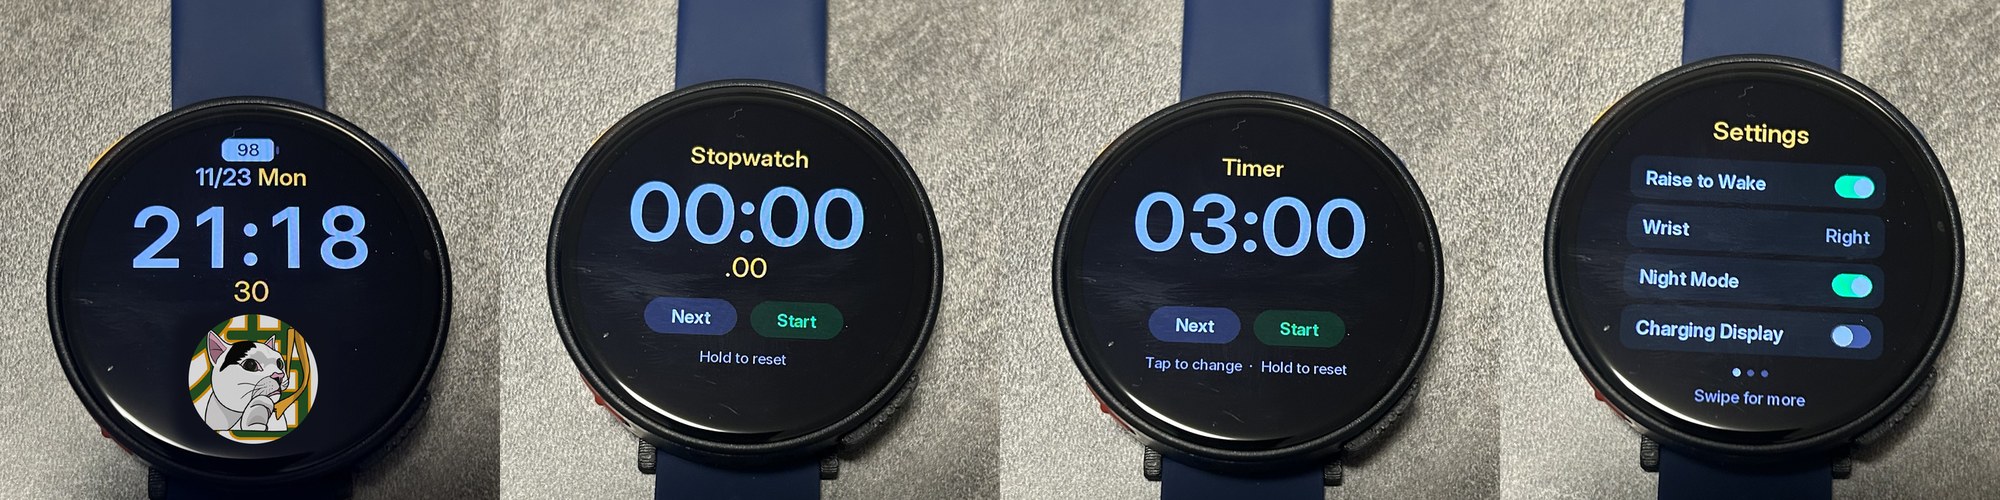 98
11/23 Mon
21:18
30
Stopwatch
00:00
.00
Next Start
Hold to reset
Timer
03:00
Next Start
Tap to change · Hold to reset
Settings
Raise to Wake
Wrist Right
Night Mode
Charging Display
Swipe for more